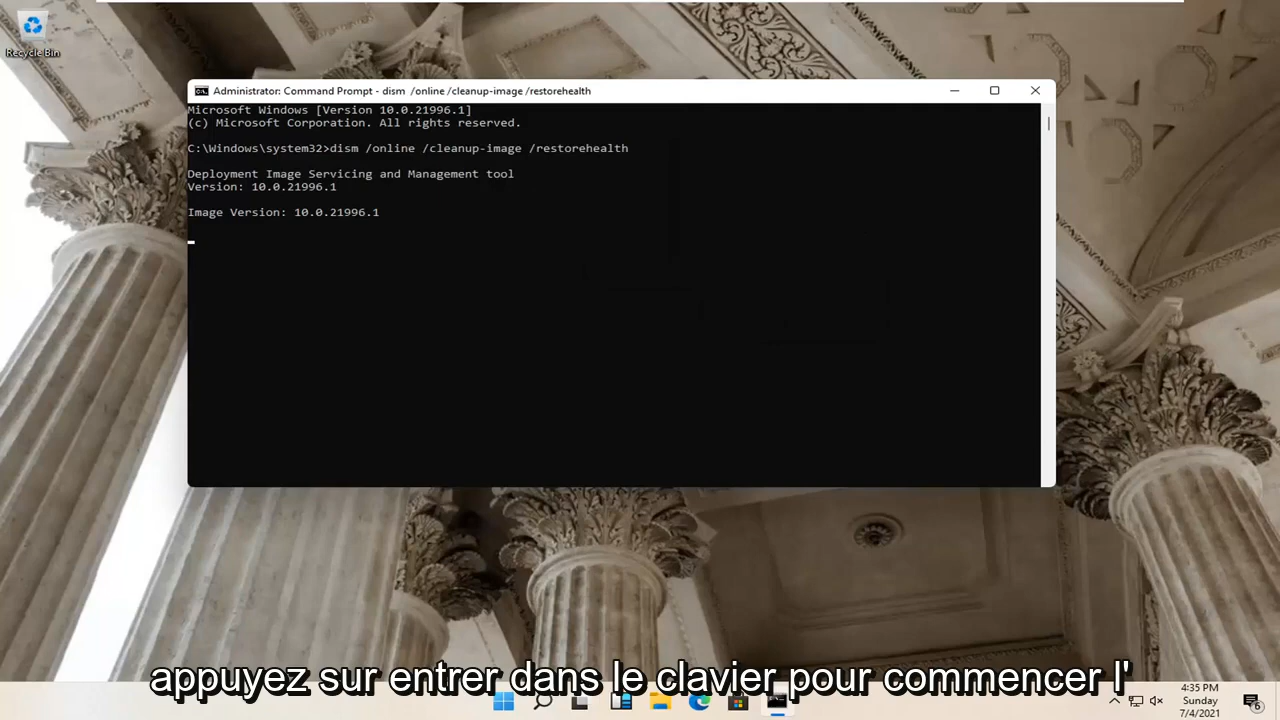 Recycle Bin
Administrator: Command Prompt - dism  /online /cleanup-image /restorehealth
Microsoft Windows [Version 10.0.21996.1]
(c) Microsoft Corporation. All rights reserved.
C:\Windows\system32>dism /online /cleanup-image /restorehealth
Deployment Image Servicing and Management tool
Version: 10.0.21996.1
Image Version: 10.0.21996.1
appuyez sur entrer dans le clavier pour commencer l'
4:35 PM
Sunday
7/4/2021
6